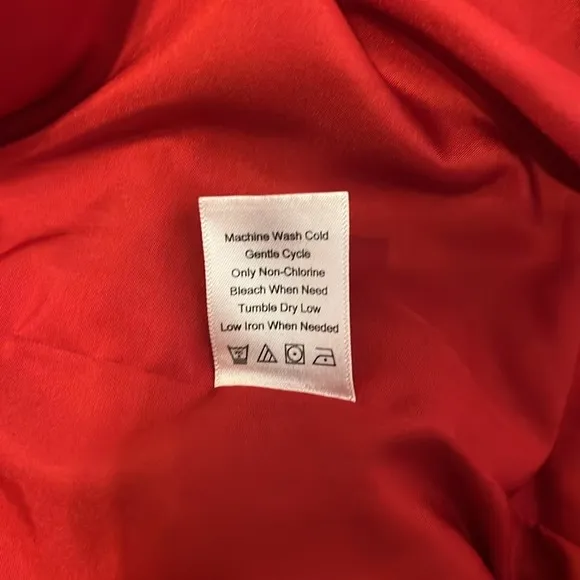 Machine Wash Cold
Gentle Cycle
Only Non-Chlorine
Bleach When Need
Tumble Dry Low
Low Iron When Needed